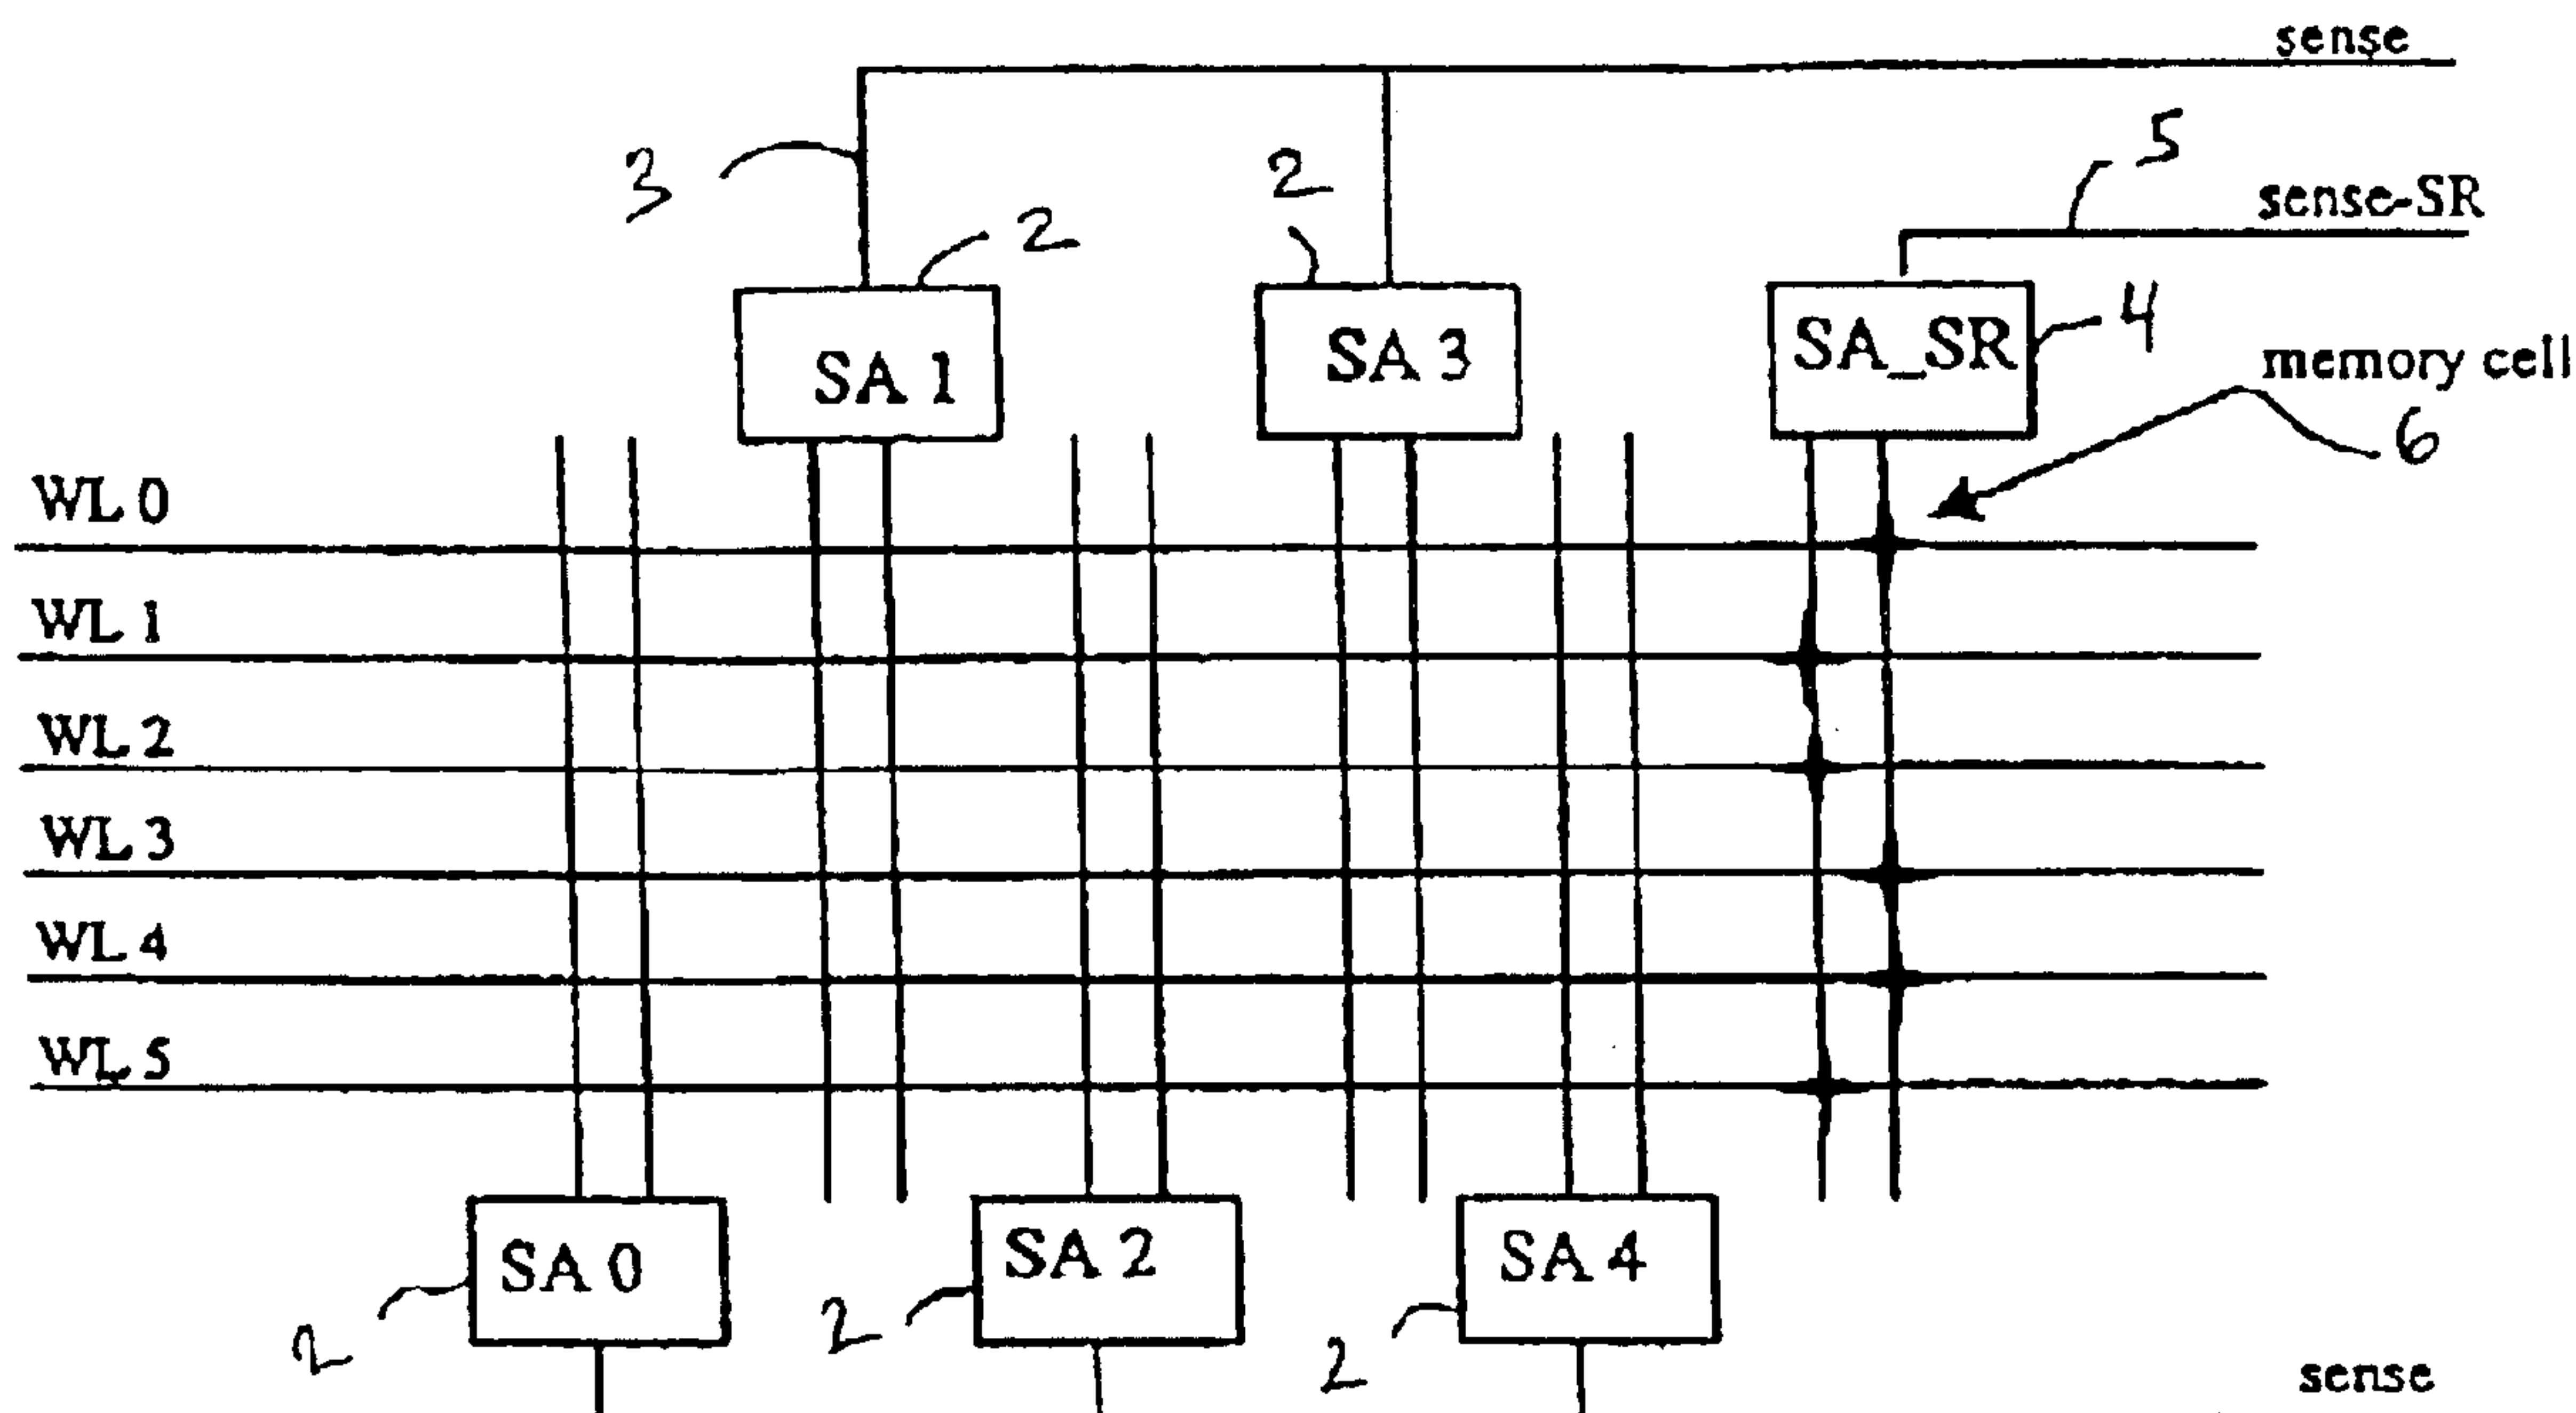 sense
5
sense-SR
3
2
2
SA 1
SA 3
SA_SR
4
memory cell
6
WL 0
WL 1
WL 2
WL 3
WL 4
WL 5
SA 0
SA 2
SA 4
2
2
2
sense